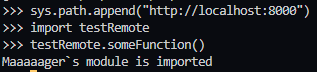 >>> sys.path.append("http://localhost:8000")
>>> import testRemote
>>> testRemote.someFunction()
Maaaaager`s module is imported